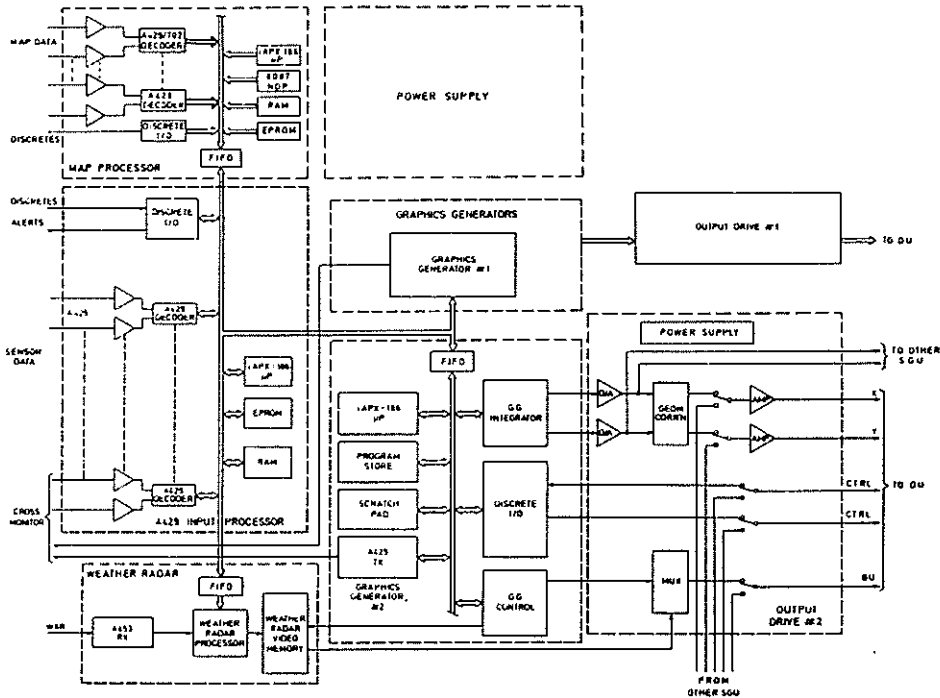 MAP DATA
A429/702
DECODER
A429
DECODER
DISCRETES
DISCRETE
I/O
iAPX-186
µP
8087
NDP
RAM
EPROM
FIFO
MAP PROCESSOR
POWER SUPPLY
DISCRETES
ALERTS
DISCRETE
I/O
A429
A429
DECODER
SENSOR
DATA
iAPX-186
µP
EPROM
RAM
CROSS
MONITOR
A429
DECODER
A429 INPUT PROCESSOR
GRAPHICS GENERATORS
GRAPHICS
GENERATOR #1
OUTPUT DRIVE #1
TO DU
FIFO
iAPX-186
µP
PROGRAM
STORE
SCRATCH
PAD
A429
TX
GRAPHICS
GENERATOR
#2
GG
INTEGRATOR
DISCRETE
I/O
GG
CONTROL
POWER SUPPLY
D/A
D/A
GEOM
CORR'N
AMP
AMP
MUX
TO OTHER
SGU
X
Y
CTRL
CTRL
TO DU
BU
OUTPUT
DRIVE #2
FROM
OTHER SGU
WEATHER RADAR
FIFO
WXR
A453
RX
WEATHER
RADAR
PROCESSOR
WEATHER
RADAR
VIDEO
MEMORY